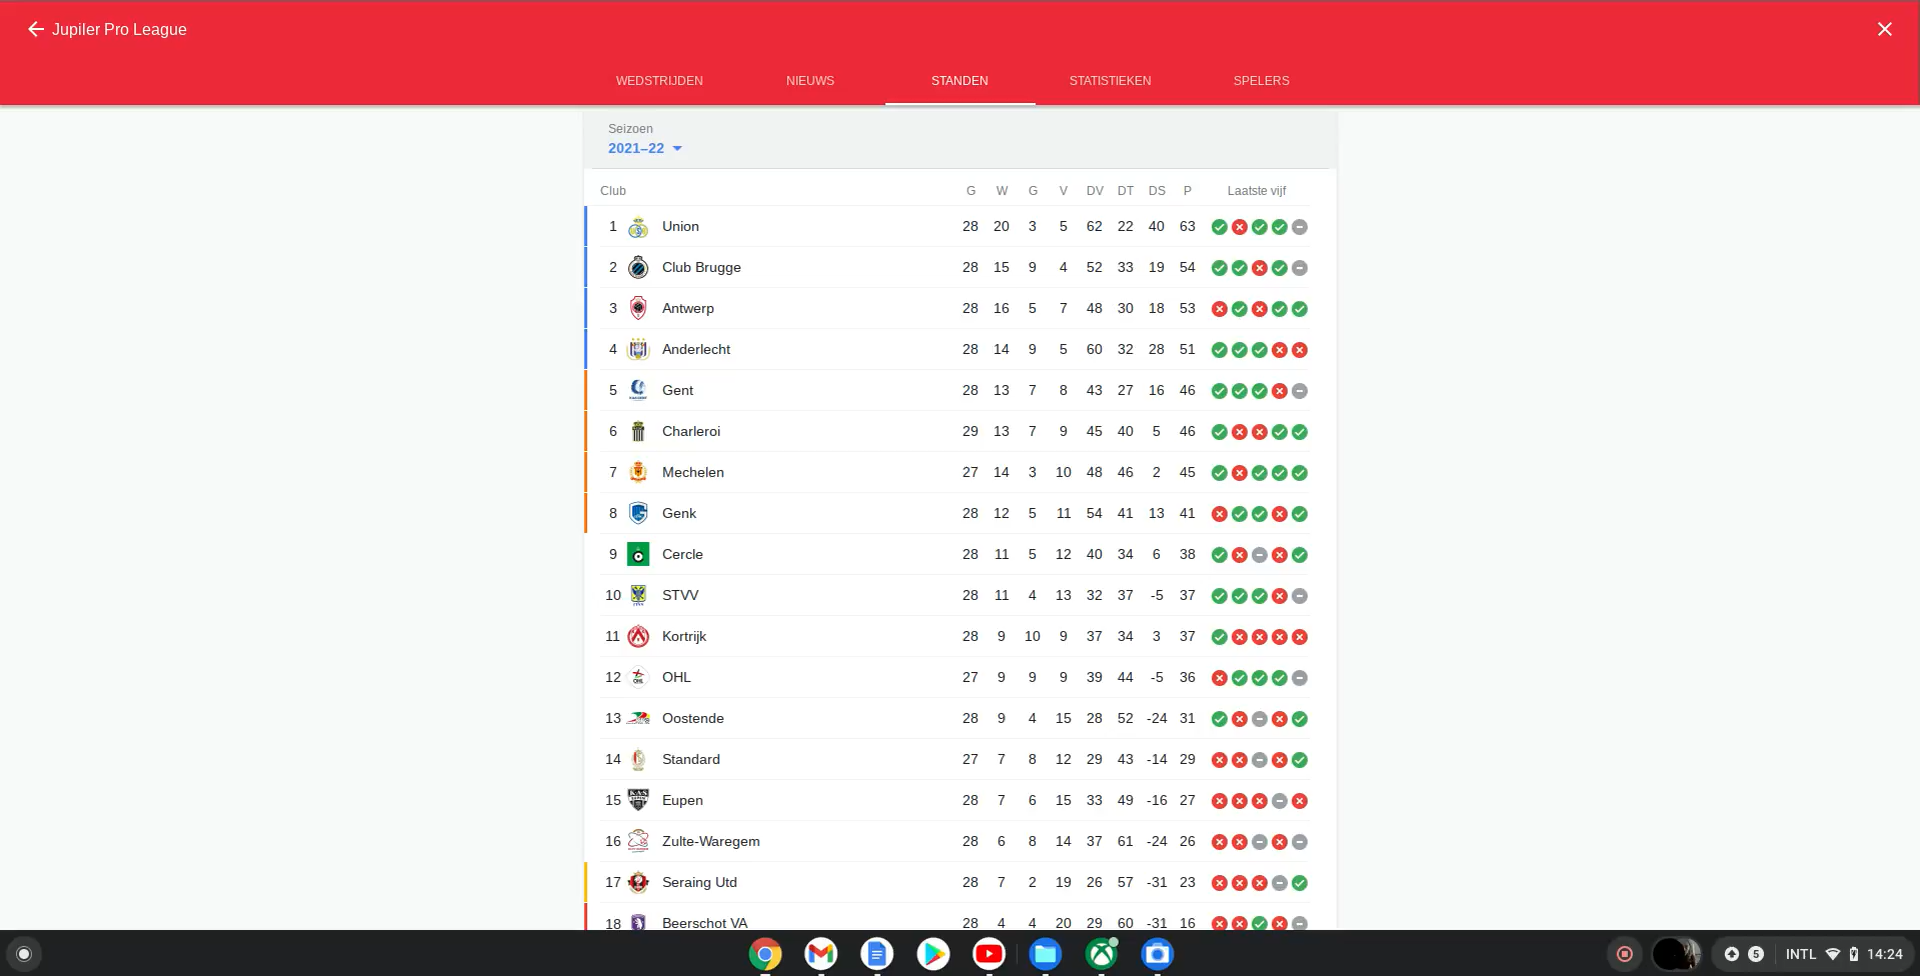 Jupiler Pro League
WEDSTRIJDEN NIEUWS STANDEN STATISTIEKEN SPELERS
Seizoen
2021–22
Club G W G V DV DT DS P Laatste vijf
1 Union 28 20 3 5 62 22 40 63
2 Club Brugge 28 15 9 4 52 33 19 54
3 Antwerp 28 16 5 7 48 30 18 53
4 Anderlecht 28 14 9 5 60 32 28 51
5 Gent 28 13 7 8 43 27 16 46
6 Charleroi 29 13 7 9 45 40 5 46
7 Mechelen 27 14 3 10 48 46 2 45
8 Genk 28 12 5 11 54 41 13 41
9 Cercle 28 11 5 12 40 34 6 38
10 STVV 28 11 4 13 32 37 -5 37
11 Kortrijk 28 9 10 9 37 34 3 37
12 OHL 27 9 9 9 39 44 -5 36
13 Oostende 28 9 4 15 28 52 -24 31
14 Standard 27 7 8 12 29 43 -14 29
15 Eupen 28 7 6 15 33 49 -16 27
16 Zulte-Waregem 28 6 8 14 37 61 -24 26
17 Seraing Utd 28 7 2 19 26 57 -31 23
18 Beerschot VA 28 4 4 20 29 60 -31 16
5 INTL 14:24